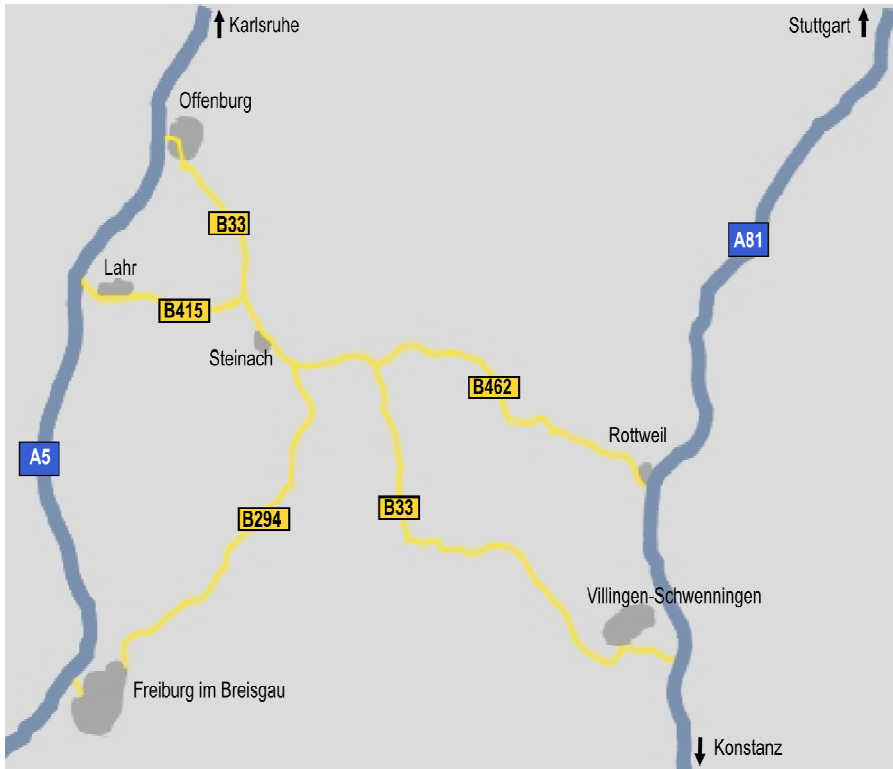 Karlsruhe
Stuttgart
Offenburg
B33
A81
Lahr
B415
Steinach
B462
Rottweil
A5
B294
B33
Villingen-Schwenningen
Freiburg im Breisgau
Konstanz